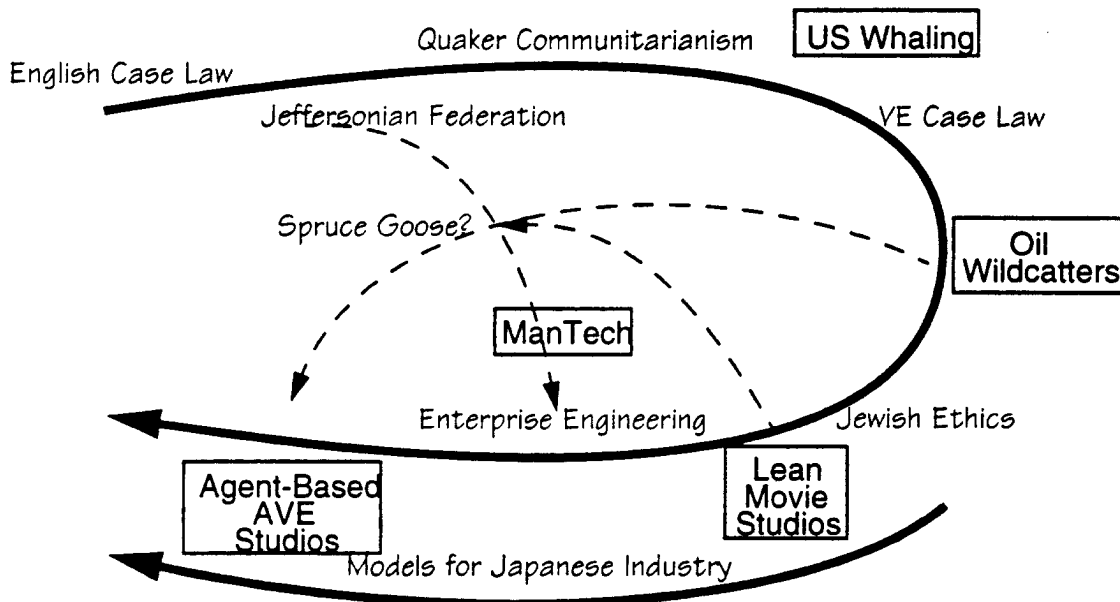 Quaker Communitarianism
US Whaling
English Case Law
Jeffersonian Federation
VE Case Law
Spruce Goose?
Oil
Wildcatters
ManTech
Enterprise Engineering
Jewish Ethics
Agent-Based
AVE
Studios
Lean
Movie
Studios
Models for Japanese Industry